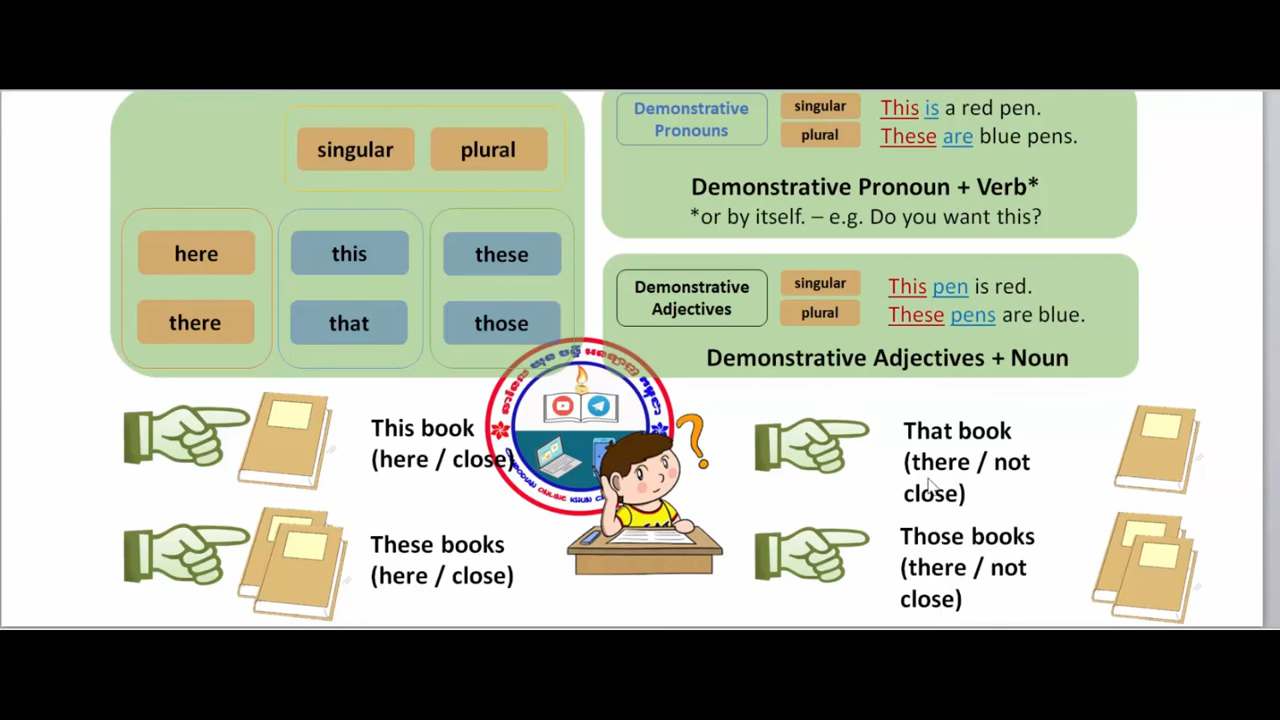 singular plural
here this these
there that those
Demonstrative
Pronouns
singular This is a red pen.
plural These are blue pens.
Demonstrative Pronoun + Verb*
*or by itself. – e.g. Do you want this?
Demonstrative
Adjectives
singular This pen is red.
plural These pens are blue.
Demonstrative Adjectives + Noun
This book
(here / close)
That book
(there / not
close)
These books
(here / close)
Those books
(there / not
close)
ONLINE
?